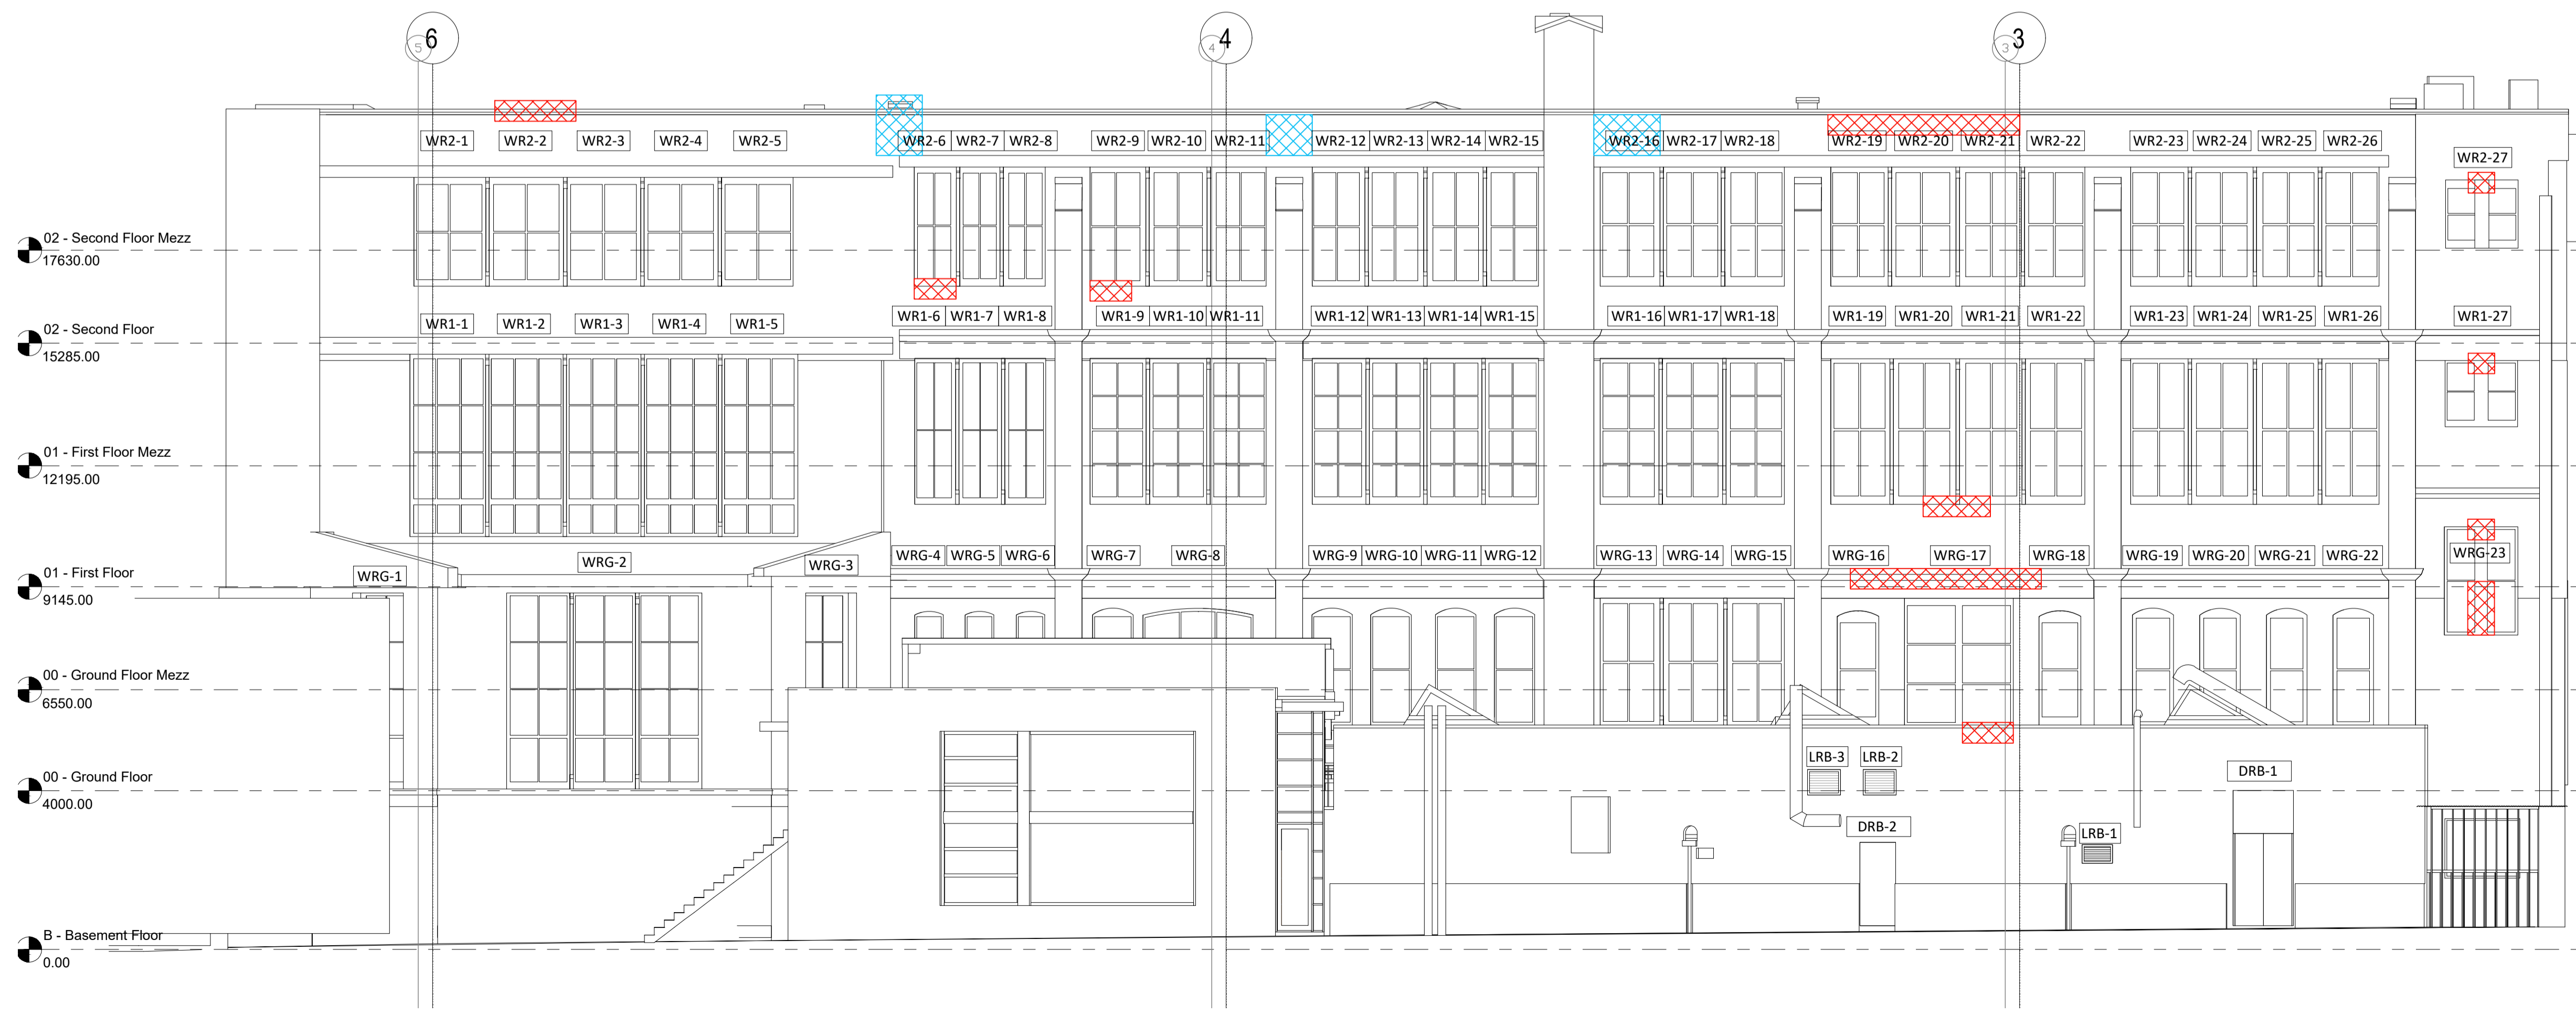 5 6 4 4 3 3
WR2-1 WR2-2 WR2-3 WR2-4 WR2-5 WR2-6 WR2-7 WR2-8 WR2-9 WR2-10 WR2-11 WR2-12 WR2-13 WR2-14 WR2-15 WR2-16 WR2-17 WR2-18 WR2-19 WR2-20 WR2-21 WR2-22 WR2-23 WR2-24 WR2-25 WR2-26
WR2-27
02 - Second Floor Mezz
17630.00
WR1-6 WR1-7 WR1-8 WR1-9 WR1-10 WR1-11 WR1-12 WR1-13 WR1-14 WR1-15 WR1-16 WR1-17 WR1-18 WR1-19 WR1-20 WR1-21 WR1-22 WR1-23 WR1-24 WR1-25 WR1-26 WR1-27
WR1-1 WR1-2 WR1-3 WR1-4 WR1-5
02 - Second Floor
15285.00
01 - First Floor Mezz
12195.00
WRG-4 WRG-5 WRG-6 WRG-7 WRG-8 WRG-9 WRG-10 WRG-11 WRG-12 WRG-13 WRG-14 WRG-15 WRG-16 WRG-17 WRG-18 WRG-19 WRG-20 WRG-21 WRG-22 WRG-23
WRG-2 WRG-3
01 - First Floor
WRG-1
9145.00
00 - Ground Floor Mezz
6550.00
LRB-3 LRB-2
DRB-1
00 - Ground Floor
4000.00
DRB-2 LRB-1
B - Basement Floor
0.00